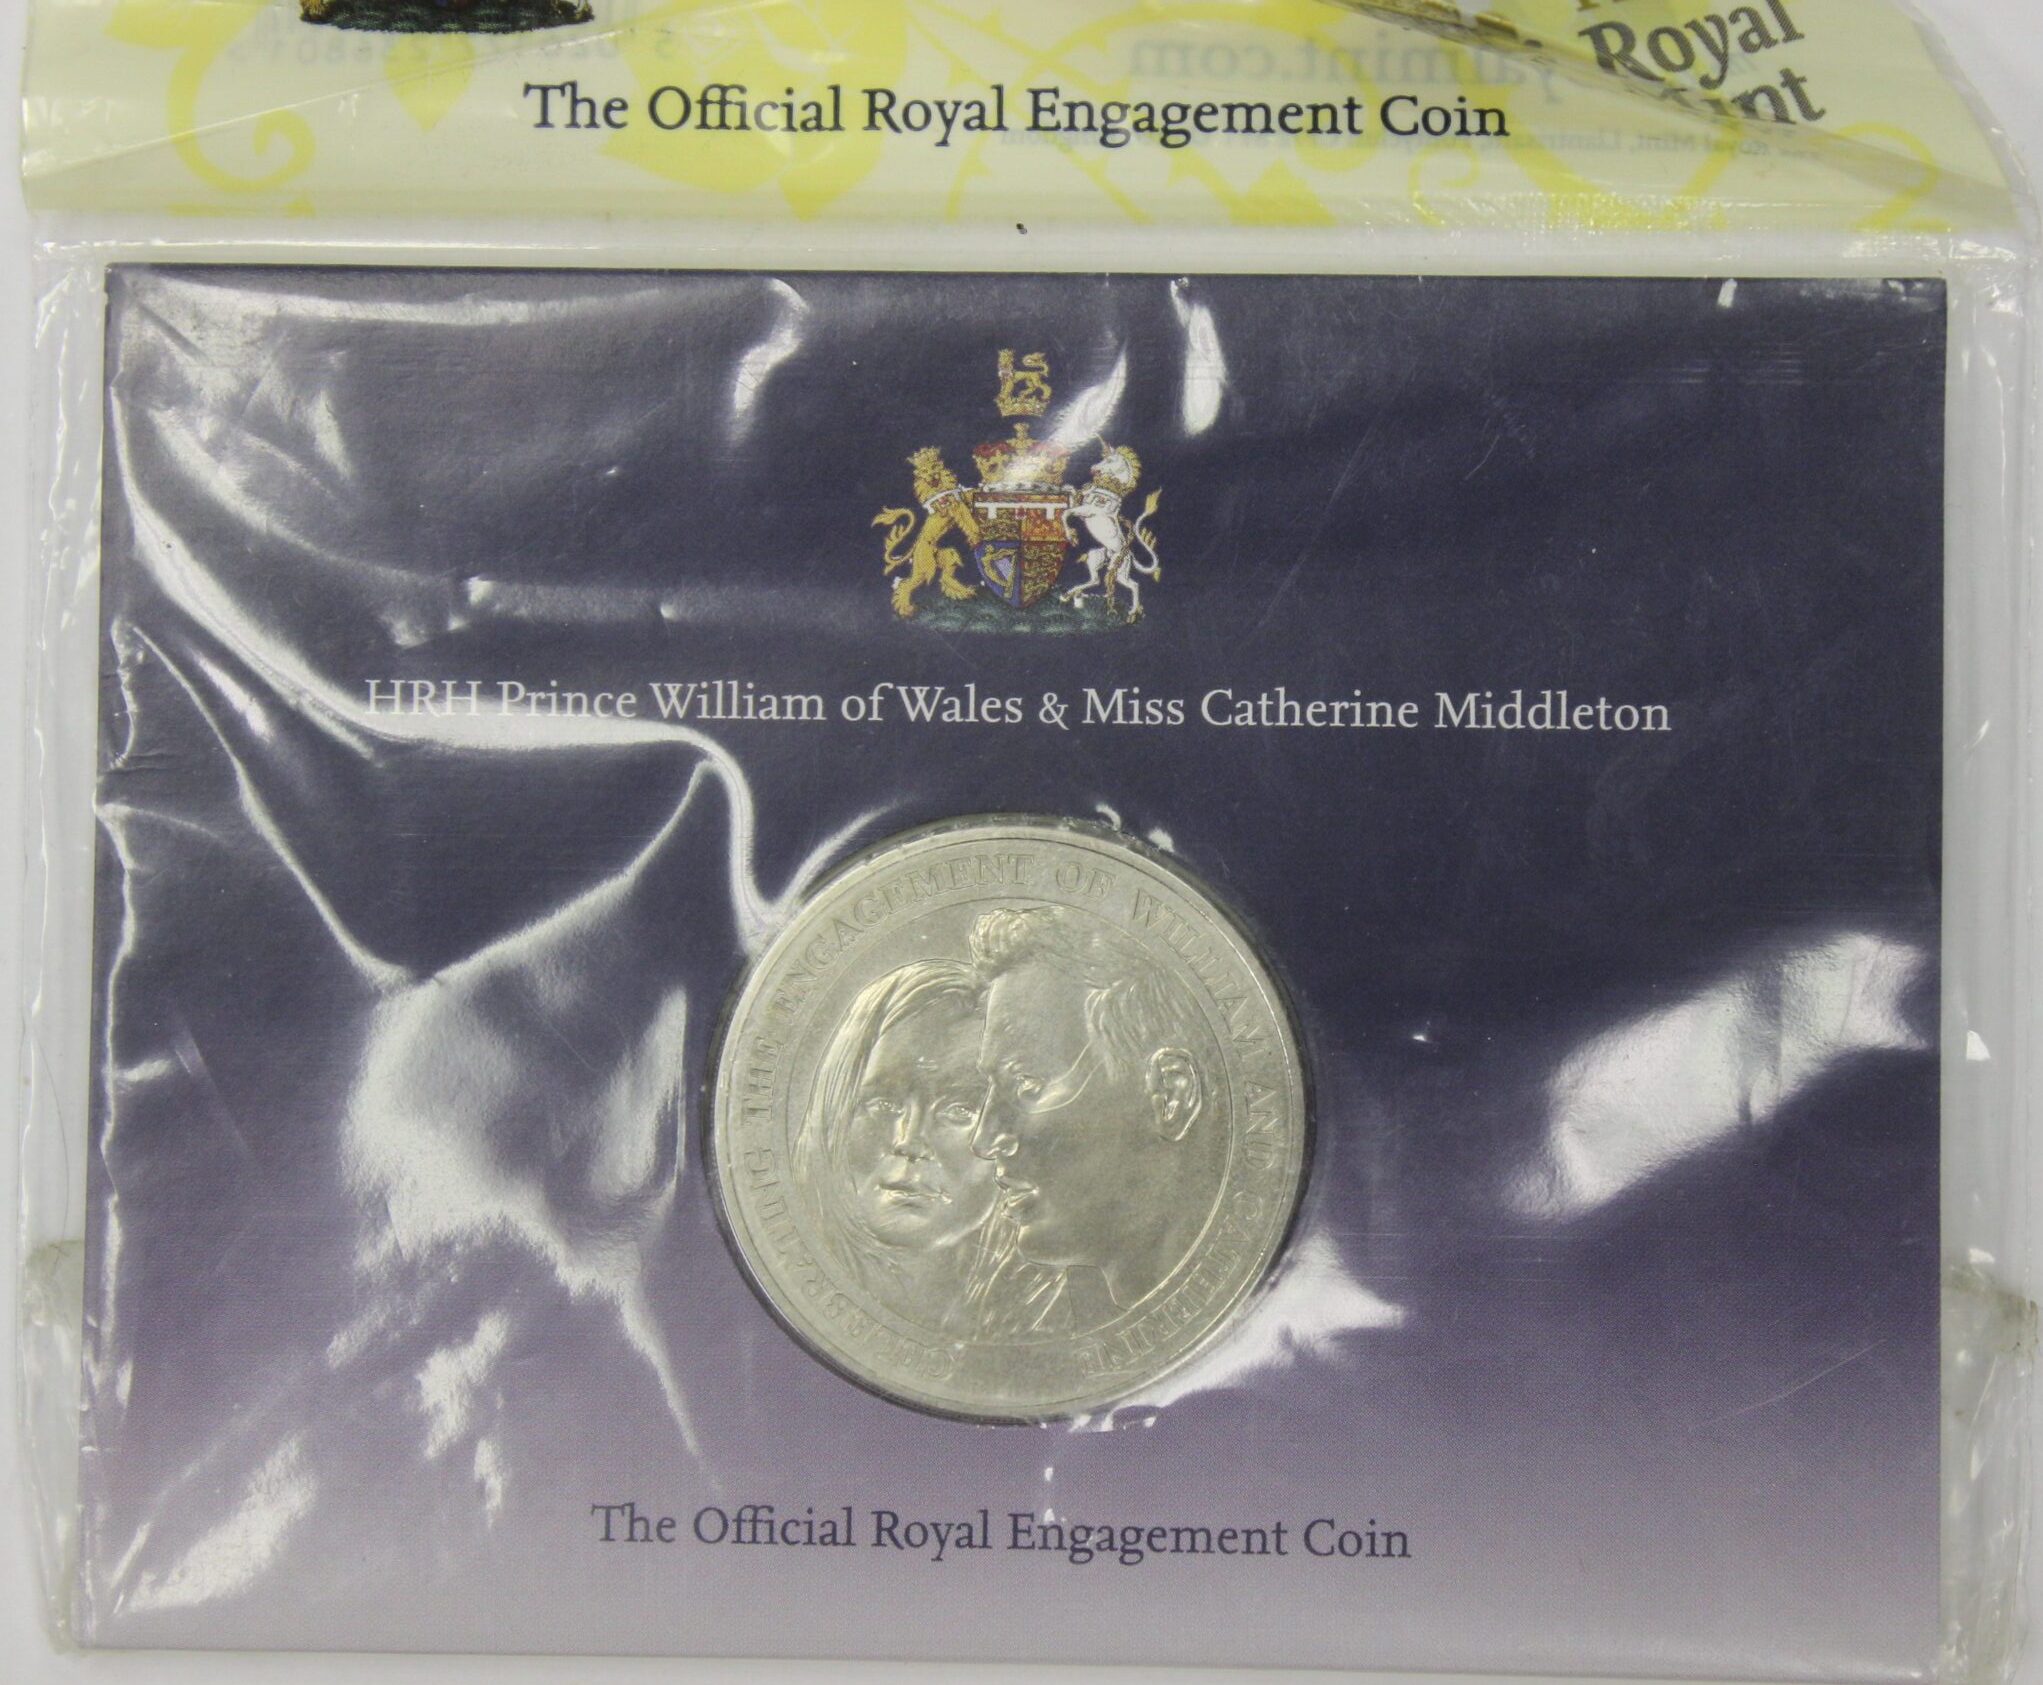 Royal
Mint
The Official Royal Engagement Coin
HRH Prince William of Wales & Miss Catherine Middleton
CELEBRATING THE ENGAGEMENT OF WILLIAM AND CATHERINE
The Official Royal Engagement Coin